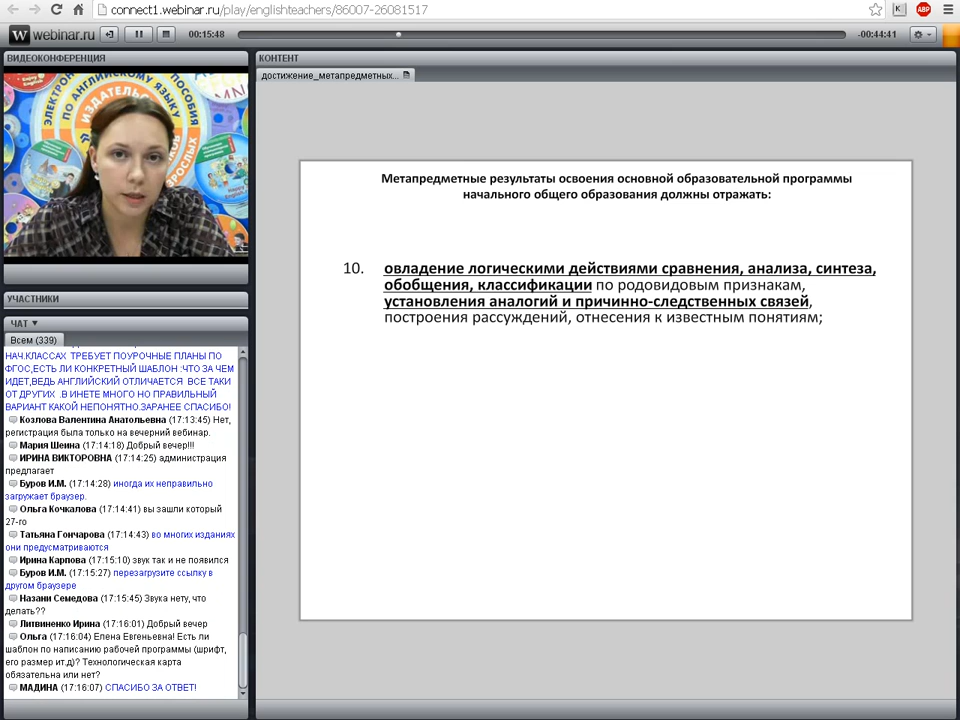 connect1.webinar.ru/play/englishteachers/86007-26081517
K
ABP
W webinar.ru
00:15:48
-00:44:41
ВИДЕОКОНФЕРЕНЦИЯ
ЭЛЕКТРОН
ПО АНГЛИЙСКОМУ ЯЗЫКУ
ПОСОБИЯ
ИЗДАТЕЛЬС
ВЗРОСЛЫХ
УЧАСТНИКИ
ЧАТ
Всем (339)
НАЧ.КЛАССАХ ТРЕБУЕТ ПОУРОЧНЫЕ ПЛАНЫ ПО
ФГОС,ЕСТЬ ЛИ КОНКРЕТНЫЙ ШАБЛОН :ЧТО ЗА ЧЕМ
ИДЕТ,ВЕДЬ АНГЛИЙСКИЙ ОТЛИЧАЕТСЯ ВСЕ ТАКИ
ОТ ДРУГИХ .В ИНЕТЕ МНОГО НО ПРАВИЛЬНЫЙ
ВАРИАНТ КАКОЙ НЕПОНЯТНО.ЗАРАНЕЕ СПАСИБО!
Козлова Валентина Анатольевна (17:13:45) Нет,
регистрация была только на вечерний вебинар.
Мария Шеина (17:14:18) Добрый вечер!!!
ИРИНА ВИКТОРОВНА (17:14:25) администрация
предлагает
Буров И.М. (17:14:28) иногда их неправильно
загружает браузер.
Ольга Кочкалова (17:14:41) вы зашли который
27-го
Татьяна Гончарова (17:14:43) во многих изданиях
они предусматриваются
Ирина Карпова (17:15:10) звук так и не появился
Буров И.М. (17:15:27) перезагрузите ссылку в
другом браузере
Назани Семедова (17:15:45) Звука нету, что
делать??
Литвиненко Ирина (17:16:01) Добрый вечер
Ольга (17:16:04) Елена Евгеньевна! Есть ли
шаблон по написанию рабочей программы (шрифт,
его размер ит.д)? Технологическая карта
обязательна или нет?
МАДИНА (17:16:07) СПАСИБО ЗА ОТВЕТ!
КОНТЕНТ
достижение_метапредметных...
Метапредметные результаты освоения основной образовательной программы
начального общего образования должны отражать:
10. овладение логическими действиями сравнения, анализа, синтеза,
обобщения, классификации по родовидовым признакам,
установления аналогий и причинно-следственных связей,
построения рассуждений, отнесения к известным понятиям;